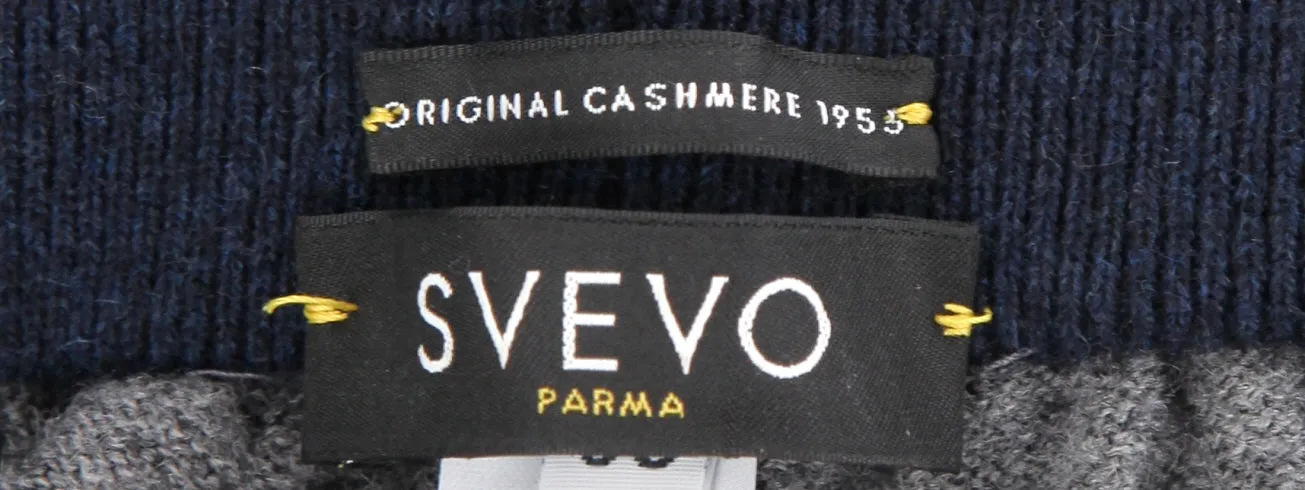 ORIGINAL CASHMERE 1955
SVEVO
PARMA